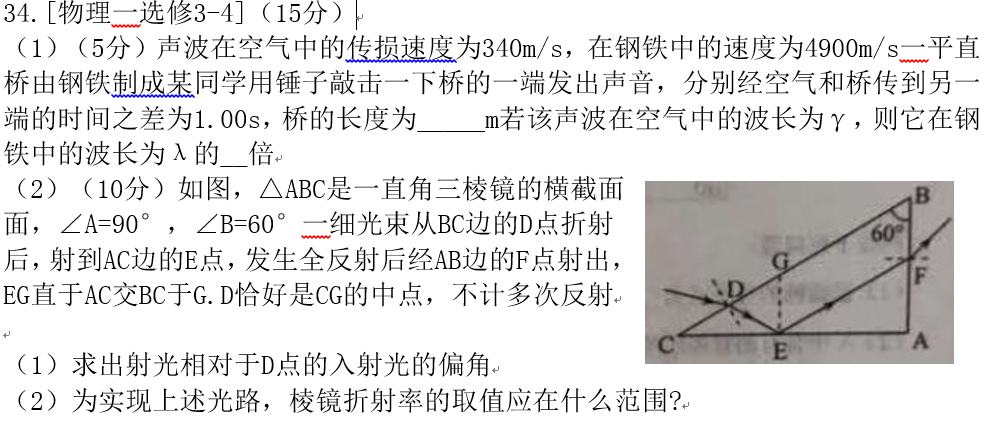 34.[物理一选修3-4]（15分）
（1）（5分）声波在空气中的传损速度为340m/s，在钢铁中的速度为4900m/s一平直
桥由钢铁制成某同学用锤子敲击一下桥的一端发出声音，分别经空气和桥传到另一
端的时间之差为1.00s，桥的长度为_____m若该声波在空气中的波长为γ，则它在钢
铁中的波长为λ的__倍
（2）（10分）如图，△ABC是一直角三棱镜的横截面
面，∠A=90°，∠B=60°一细光束从BC边的D点折射
后，射到AC边的E点，发生全反射后经AB边的F点射出，
EG直于AC交BC于G.D恰好是CG的中点，不计多次反射
（1）求出射光相对于D点的入射光的偏角
（2）为实现上述光路，棱镜折射率的取值应在什么范围?
B
60°
G
F
D
C
E
A